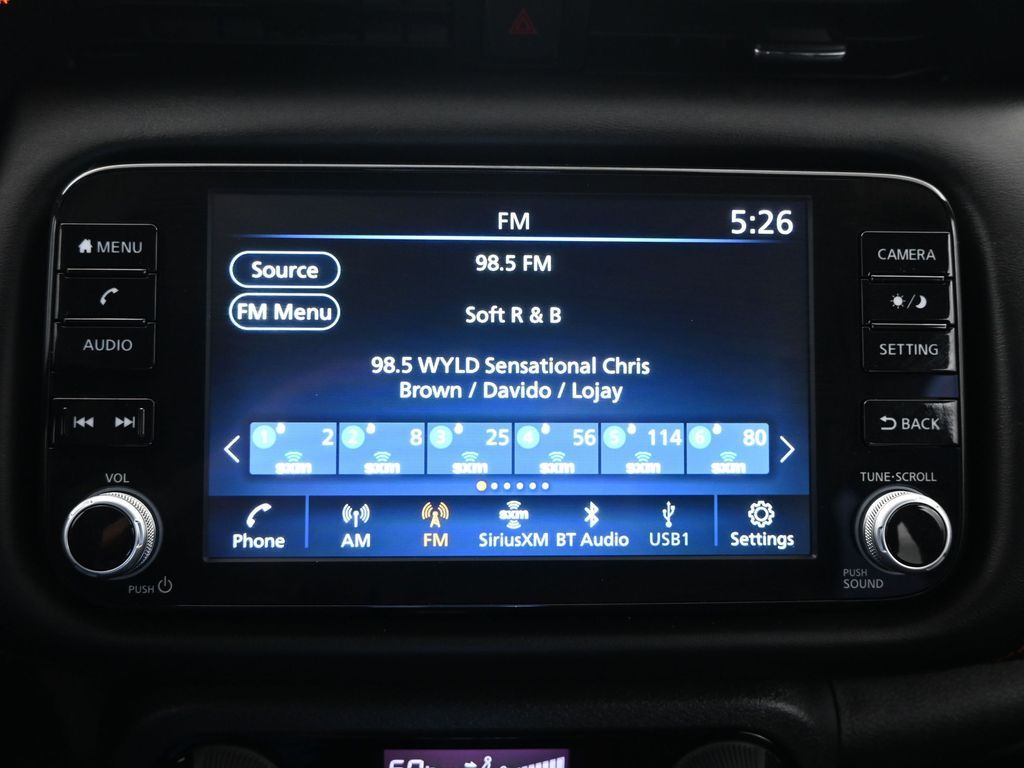 FM
5:26
MENU
AUDIO
VOL
PUSH
Source
FM Menu
98.5 FM
Soft R & B
98.5 WYLD Sensational Chris
Brown / Davido / Lojay
1 2
sxm
2 8
sxm
3 25
sxm
4 56
sxm
5 114
sxm
6 80
sxm
Phone
AM
FM
sxm
SiriusXM
BT Audio
USB1
Settings
CAMERA
/
SETTING
BACK
TUNE·SCROLL
PUSH
SOUND